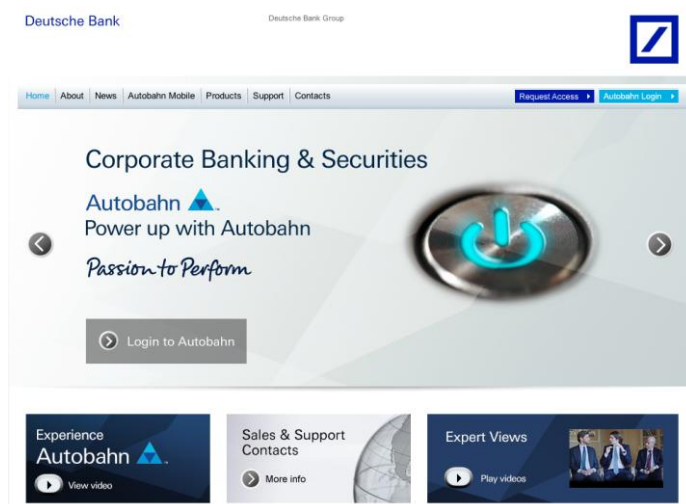 Deutsche Bank
Deutsche Bank Group
Home About News Autobahn Mobile Products Support Contacts
Request Access
Autobahn Login
Corporate Banking & Securities
Autobahn
Power up with Autobahn
Passion to Perform
Login to Autobahn
Experience
Autobahn
View video
Sales & Support
Contacts
More info
Expert Views
Play videos